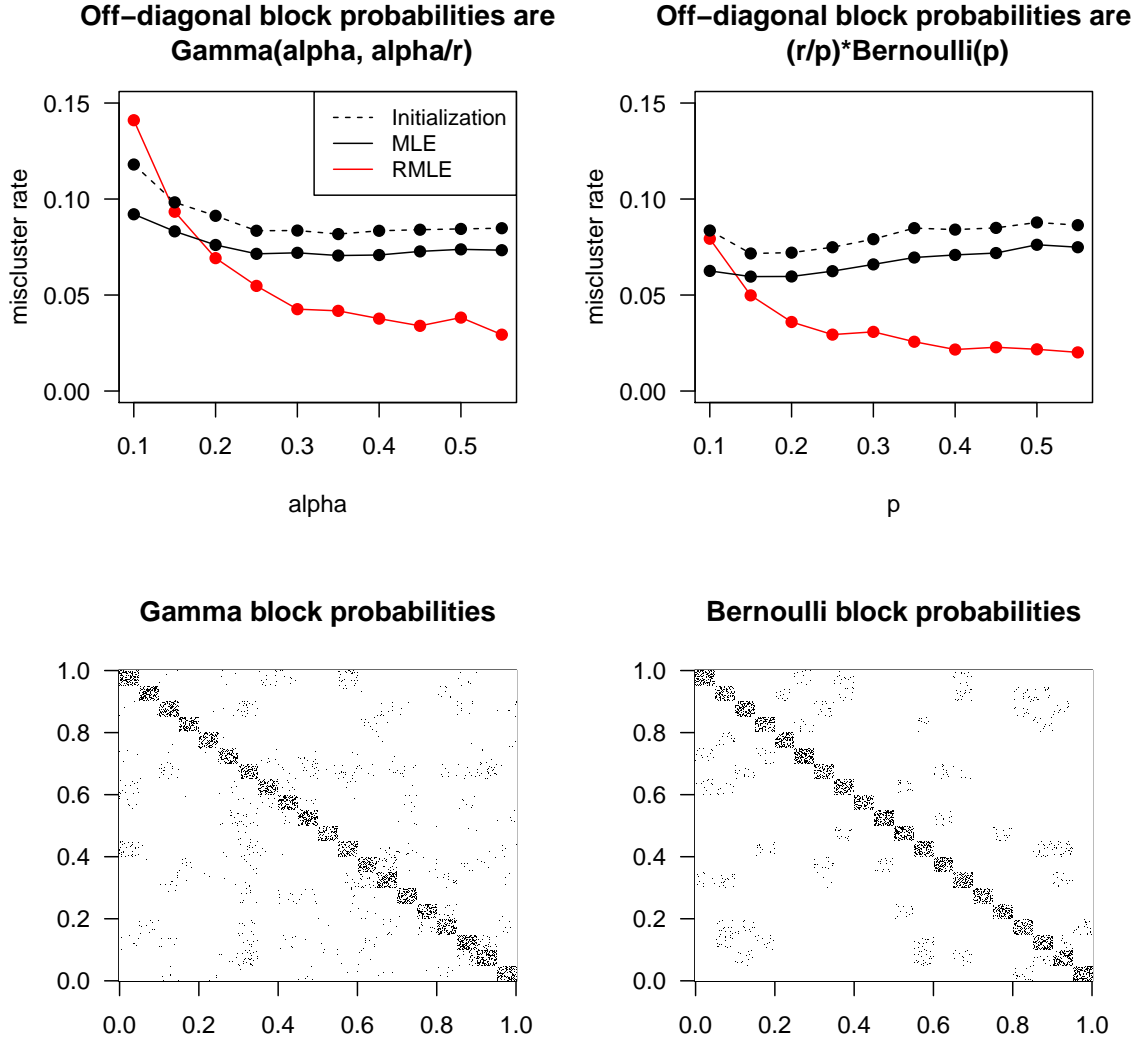 Off−diagonal block probabilities are
Gamma(alpha, alpha/r)
Off−diagonal block probabilities are
(r/p)*Bernoulli(p)
0.15
0.10
0.05
0.00
miscluster rate
Initialization
MLE
RMLE
0.1 0.2 0.3 0.4 0.5
alpha
0.15
0.10
0.05
0.00
miscluster rate
0.1 0.2 0.3 0.4 0.5
p
Gamma block probabilities
1.0
0.8
0.6
0.4
0.2
0.0
0.0 0.2 0.4 0.6 0.8 1.0
Bernoulli block probabilities
1.0
0.8
0.6
0.4
0.2
0.0
0.0 0.2 0.4 0.6 0.8 1.0